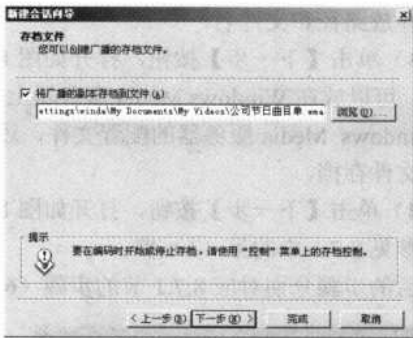 新建会话向导
存档文件
您可以创建广播的存档文件。
将广播的副本存档到文件(A):
ettings\winda\My Documents\My Videos\公司节日曲目单 wma
浏览(O)...
提示
要在编码时开始或停止存档，请使用“控制”菜单上的存档控制。
<上一步(B) 下一步(N)> 完成 取消